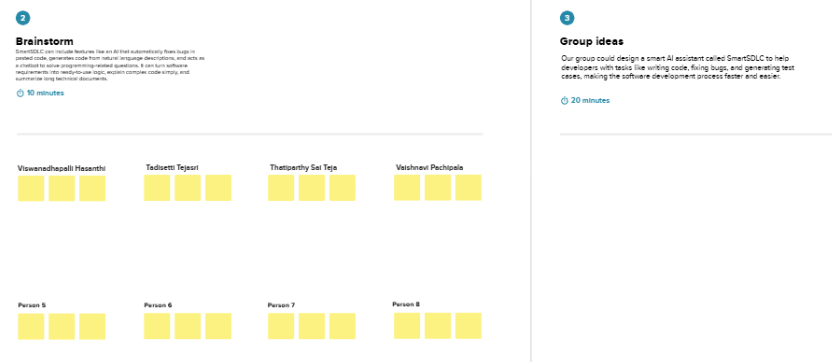 2
Brainstorm
SmartSDLC can include features like an AI that automatically fixes bugs in
pasted code, generates code from natural language descriptions, and acts as
a chatbot to solve programming-related questions. It can turn software
requirements into ready-to-use logic, explain complex code simply, and
summarize long technical documents.
10 minutes
Viswanadhapalli Hasanthi
Tadisetti Tejasri
Thatiparthy Sai Teja
Vaishnavi Pachipala
Person 5
Person 6
Person 7
Person 8
3
Group ideas
Our group could design a smart AI assistant called SmartSDLC to help
developers with tasks like writing code, fixing bugs, and generating test
cases, making the software development process faster and easier.
20 minutes